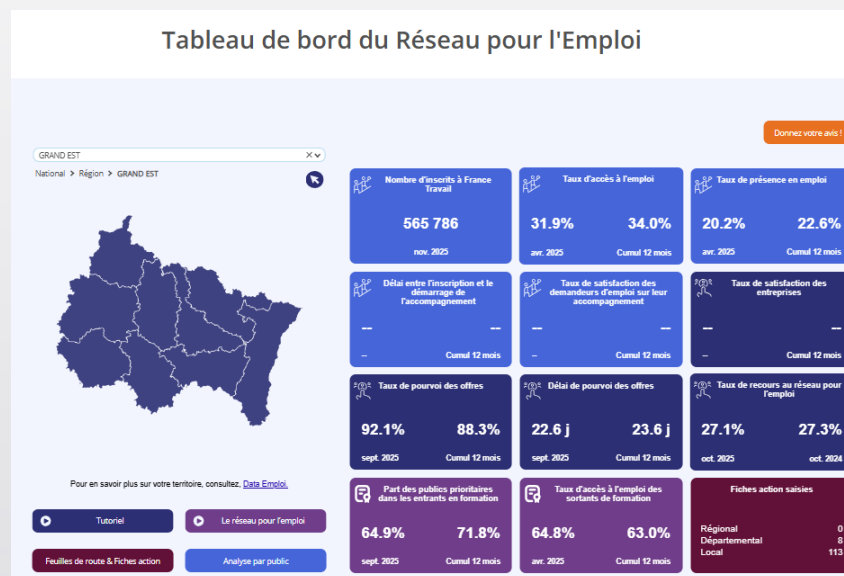 Tableau de bord du Réseau pour l'Emploi
Donnez votre avis !
GRAND EST
National > Région > GRAND EST
Nombre d'inscrits à France
Travail
565 786
nov. 2025
Taux d'accès à l'emploi
31.9% 34.0%
avr. 2025 Cumul 12 mois
Taux de présence en emploi
20.2% 22.6%
avr. 2025 Cumul 12 mois
Délai entre l'inscription et le
démarrage de
l'accompagnement
-- --
-- Cumul 12 mois
Taux de satisfaction des
demandeurs d'emploi sur leur
accompagnement
-- --
-- Cumul 12 mois
Taux de satisfaction des
entreprises
-- --
-- Cumul 12 mois
Taux de pourvoi des offres
92.1% 88.3%
sept. 2025 Cumul 12 mois
Délai de pourvoi des offres
22.6 j 23.6 j
sept. 2025 Cumul 12 mois
Taux de recours au réseau pour
l'emploi
27.1% 27.3%
oct. 2025 oct. 2024
Pour en savoir plus sur votre territoire, consultez, Data Emploi.
Tutoriel
Le réseau pour l'emploi
Feuilles de route & Fiches action
Analyse par public
Part des publics prioritaires
dans les entrants en formation
64.9% 71.8%
sept. 2025 Cumul 12 mois
Taux d'accès à l'emploi des
sortants de formation
64.8% 63.0%
avr. 2025 Cumul 12 mois
Fiches action saisies
Régional 0
Départemental 8
Local 113